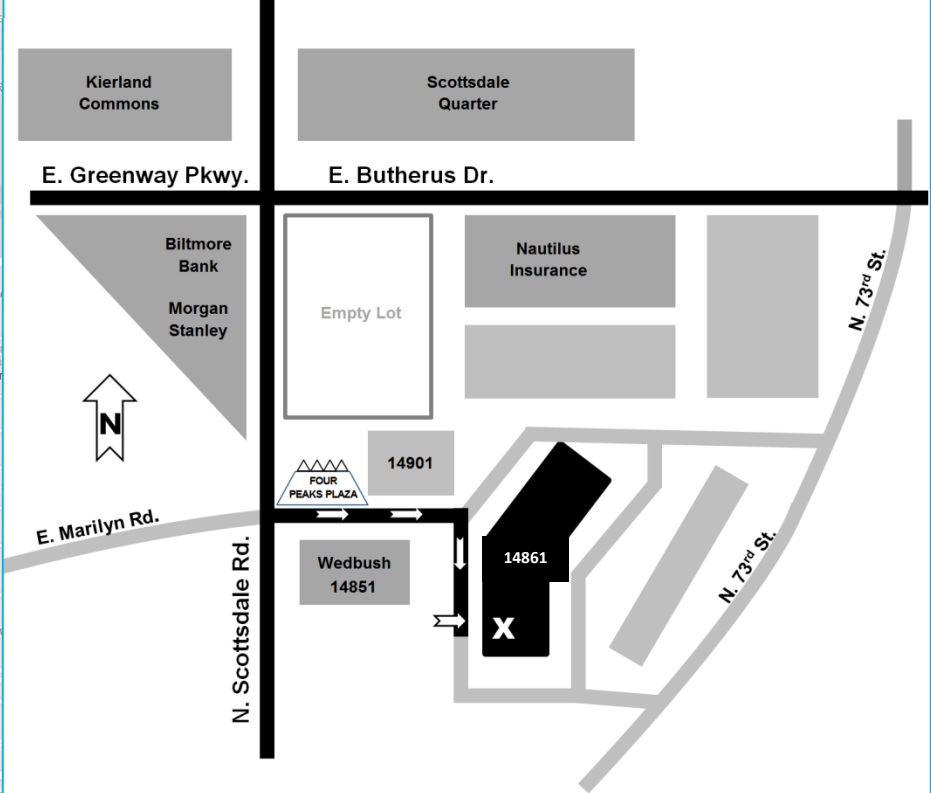 Kierland
Commons
Scottsdale
Quarter
E. Greenway Pkwy.
E. Butherus Dr.
Biltmore
Bank
Morgan
Stanley
Empty Lot
Nautilus
Insurance
N. 73rd St.
N
14901
FOUR
PEAKS PLAZA
E. Marilyn Rd.
Wedbush
14851
14861
X
N. Scottsdale Rd.
N. 73rd St.